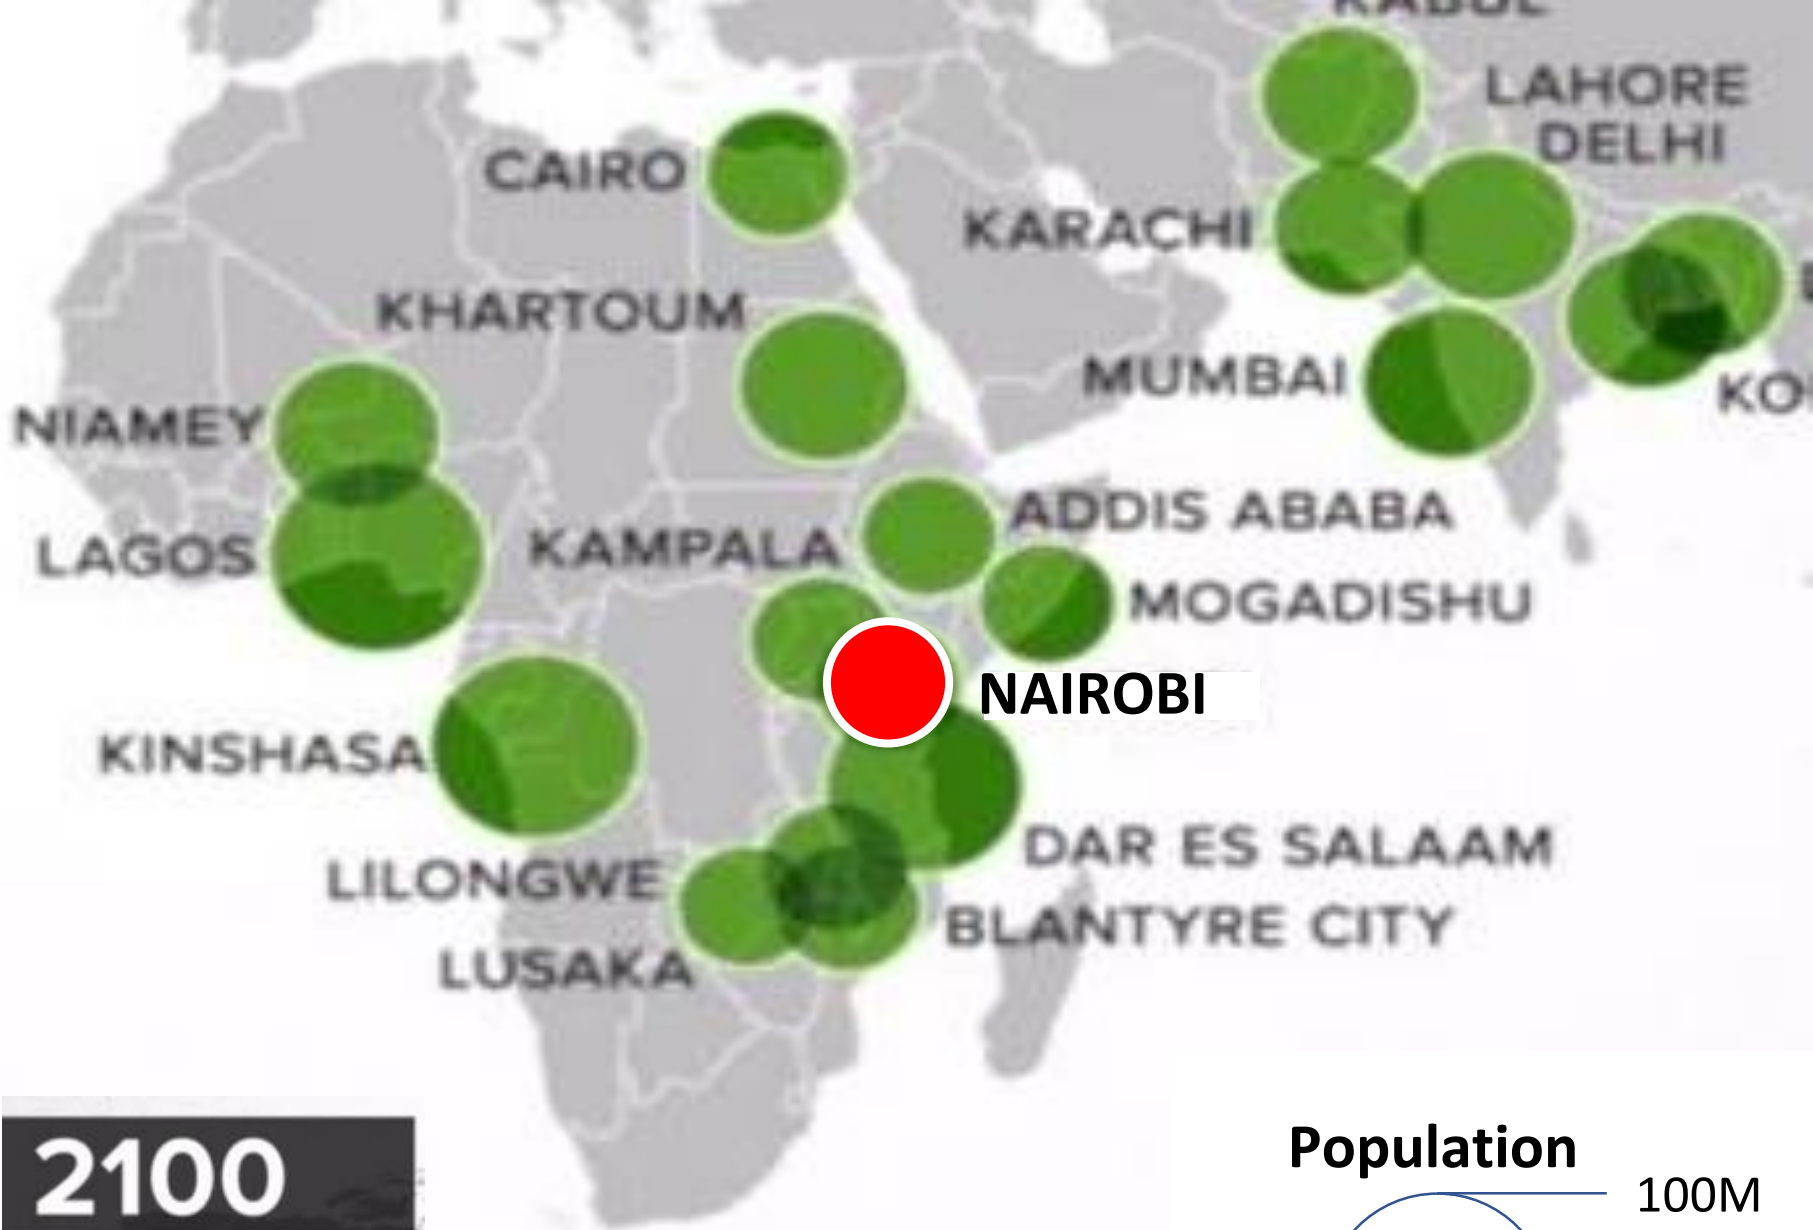 KABUL
LAHORE
DELHI
CAIRO
KARACHI
KHARTOUM
MUMBAI
NIAMEY
ADDIS ABABA
LAGOS
KAMPALA
MOGADISHU
NAIROBI
KINSHASA
DAR ES SALAAM
LILONGWE
BLANTYRE CITY
LUSAKA
2100
Population
100M